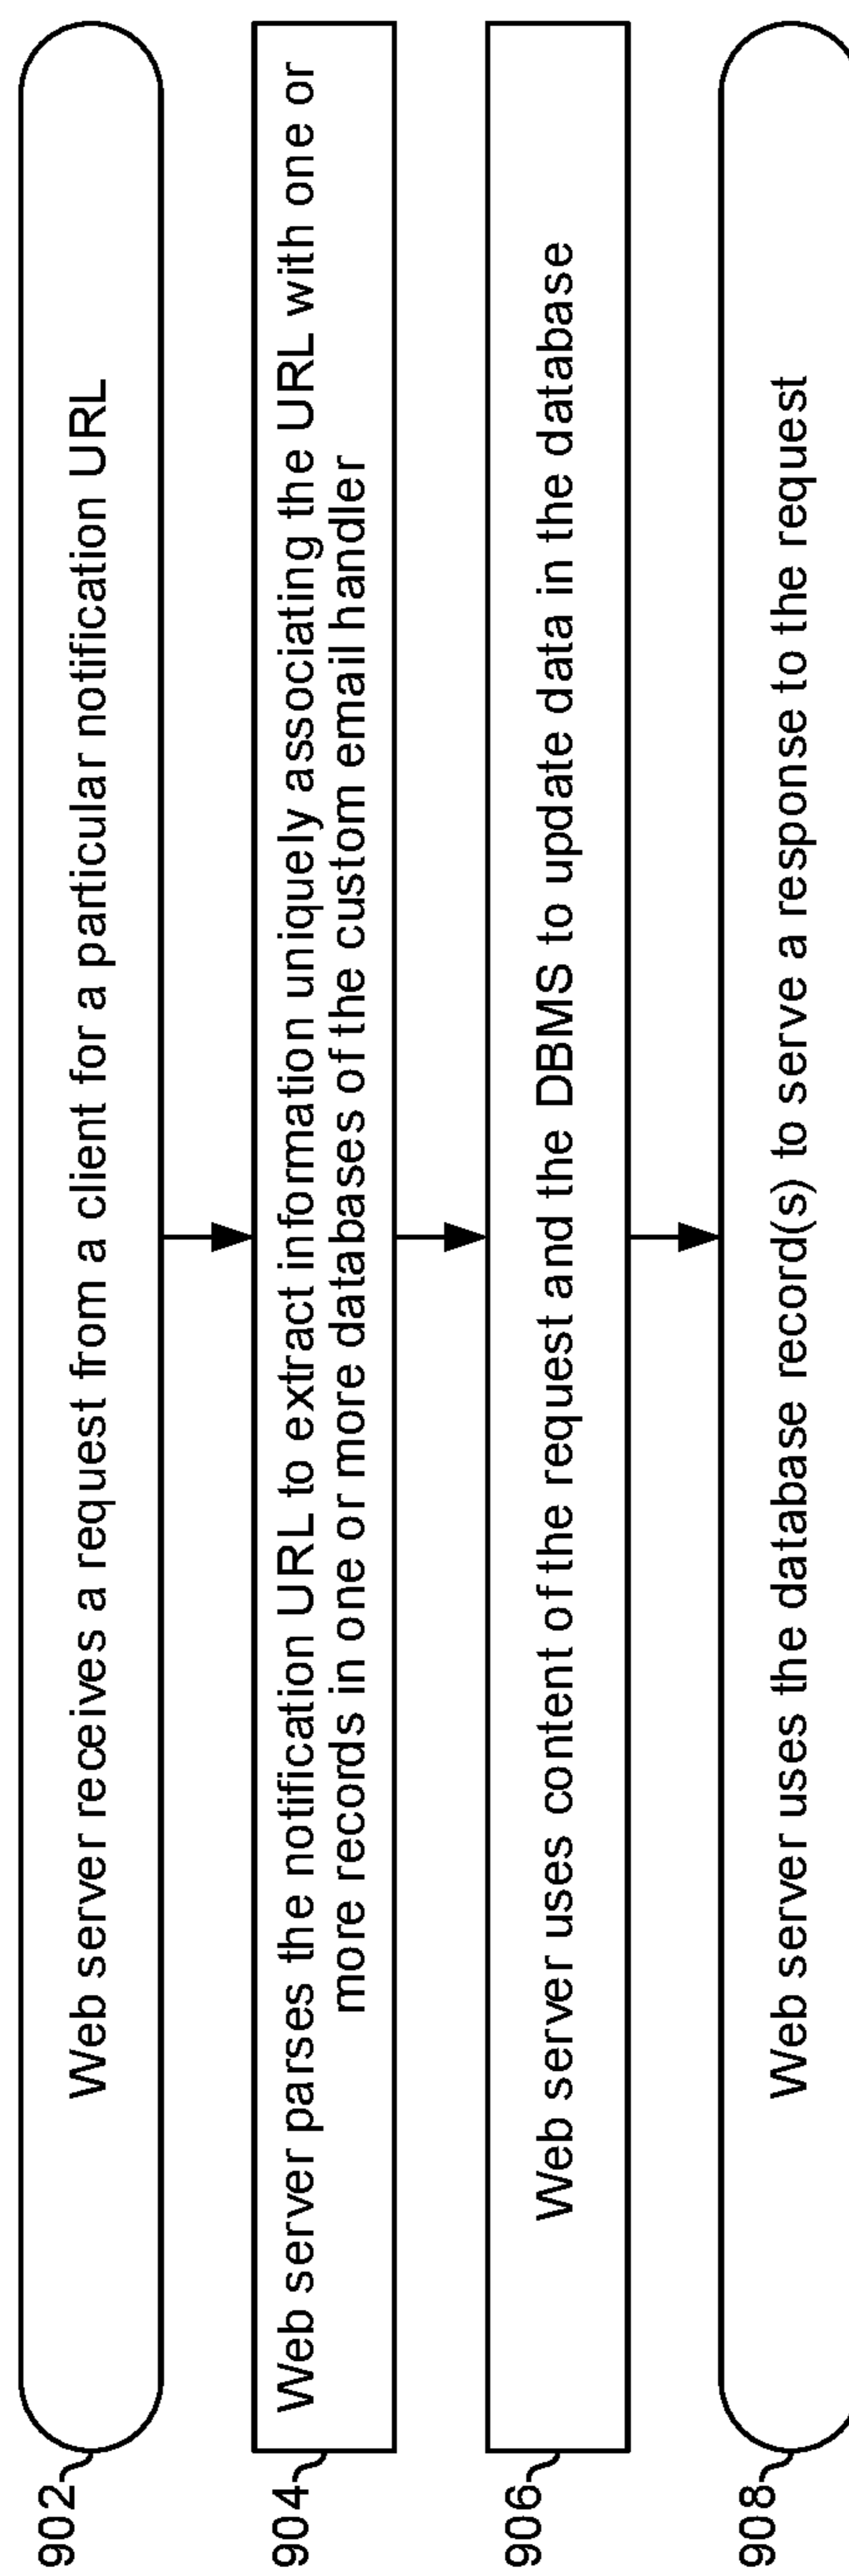 902
Web server receives a request from a client for a particular notification URL
904
Web server parses the notification URL to extract information uniquely associating the URL with one or
more records in one or more databases of the custom email handler
906
Web server uses content of the request and the DBMS to update data in the database
908
Web server uses the database record(s) to serve a response to the request